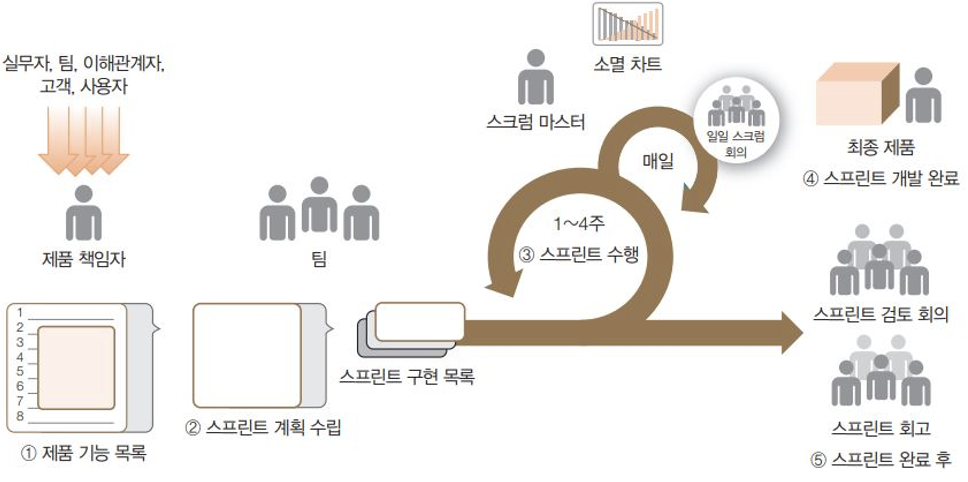 실무자, 팀, 이해관계자,
고객, 사용자
제품 책임자
1
2
3
4
5
6
7
8
① 제품 기능 목록
팀
② 스프린트 계획 수립
스프린트 구현 목록
스크럼 마스터
소멸 차트
매일
일일 스크럼
회의
1~4주
③ 스프린트 수행
최종 제품
④ 스프린트 개발 완료
스프린트 검토 회의
스프린트 회고
⑤ 스프린트 완료 후